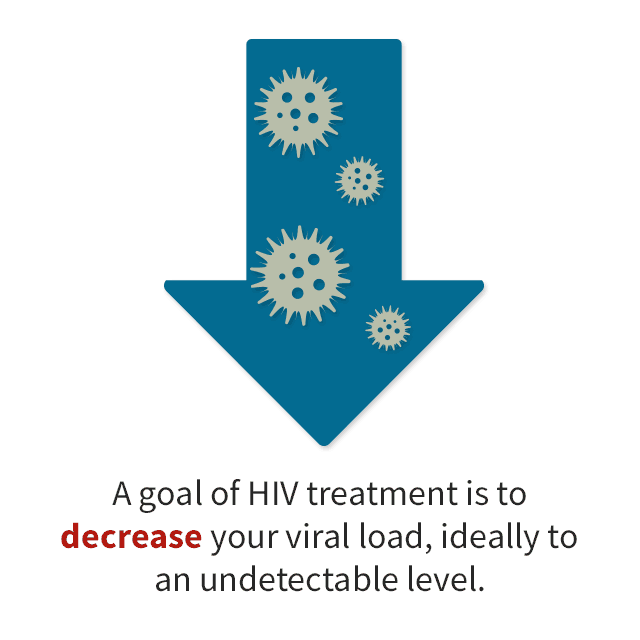 A goal of HIV treatment is to
decrease your viral load, ideally to
an undetectable level.